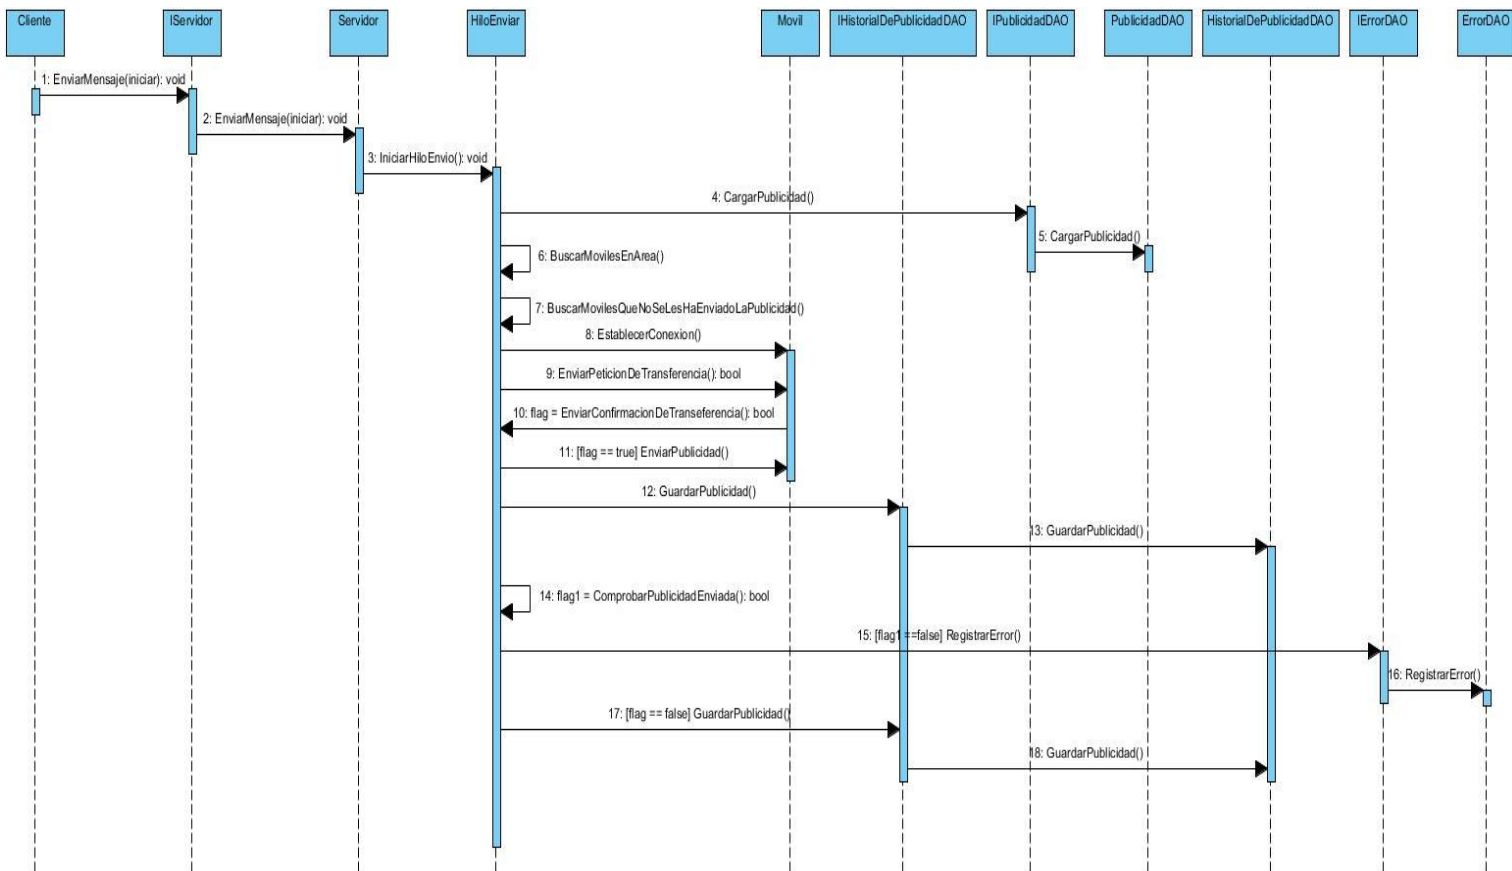 Cliente
IServidor
Servidor
HiloEnviar
Movil
IHistorialDePublicidadDAO
IPublicidadDAO
PublicidadDAO
HistorialDePublicidadDAO
IErrorDAO
ErrorDAO
1: EnviarMensaje(iniciar): void
2: EnviarMensaje(iniciar): void
3: IniciarHiloEnvio(): void
4: CargarPublicidad()
5: CargarPublicidad()
6: BuscarMovilesEnArea()
7: BuscarMovilesQueNoSeLesHaEnviadoLaPublicidad()
8: EstablecerConexion()
9: EnviarPeticionDeTransferencia(): bool
10: flag = EnviarConfirmacionDeTranseferencia(): bool
11: [flag == true] EnviarPublicidad()
12: GuardarPublicidad()
13: GuardarPublicidad()
14: flag1 = ComprobarPublicidadEnviada(): bool
15: [flag1 ==false] RegistrarError()
16: RegistrarError()
17: [flag == false] GuardarPublicidad()
18: GuardarPublicidad()